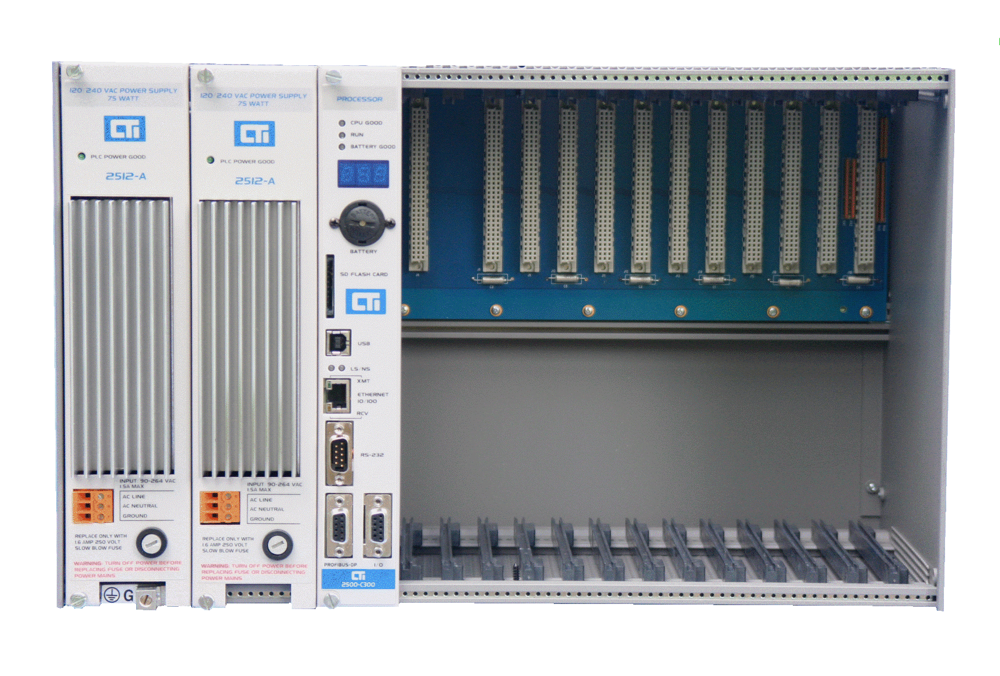 120/240 VAC POWER SUPPLY
75 WATT
CTI
PLC POWER GOOD
2512-A
INPUT: 90-264 VAC
1.5A MAX
AC LINE
AC NEUTRAL
GROUND
REPLACE ONLY WITH
1.6 AMP 250 VOLT
SLOW BLOW FUSE
WARNING: TURN OFF POWER BEFORE
REPLACING FUSE OR DISCONNECTING
POWER MAINS
G
120/240 VAC POWER SUPPLY
75 WATT
CTI
PLC POWER GOOD
2512-A
INPUT: 90-264 VAC
1.5A MAX
AC LINE
AC NEUTRAL
GROUND
REPLACE ONLY WITH
1.6 AMP 250 VOLT
SLOW BLOW FUSE
WARNING: TURN OFF POWER BEFORE
REPLACING FUSE OR DISCONNECTING
POWER MAINS
PROCESSOR
CPU GOOD
RUN
BATTERY GOOD
BATTERY
BATTERY
SD FLASH CARD
CTI
USB
LS/NS
XMT
ETHERNET
10/100
RCV
RS-232
PROFIBUS-DP
I/O
CTI
2500-C300